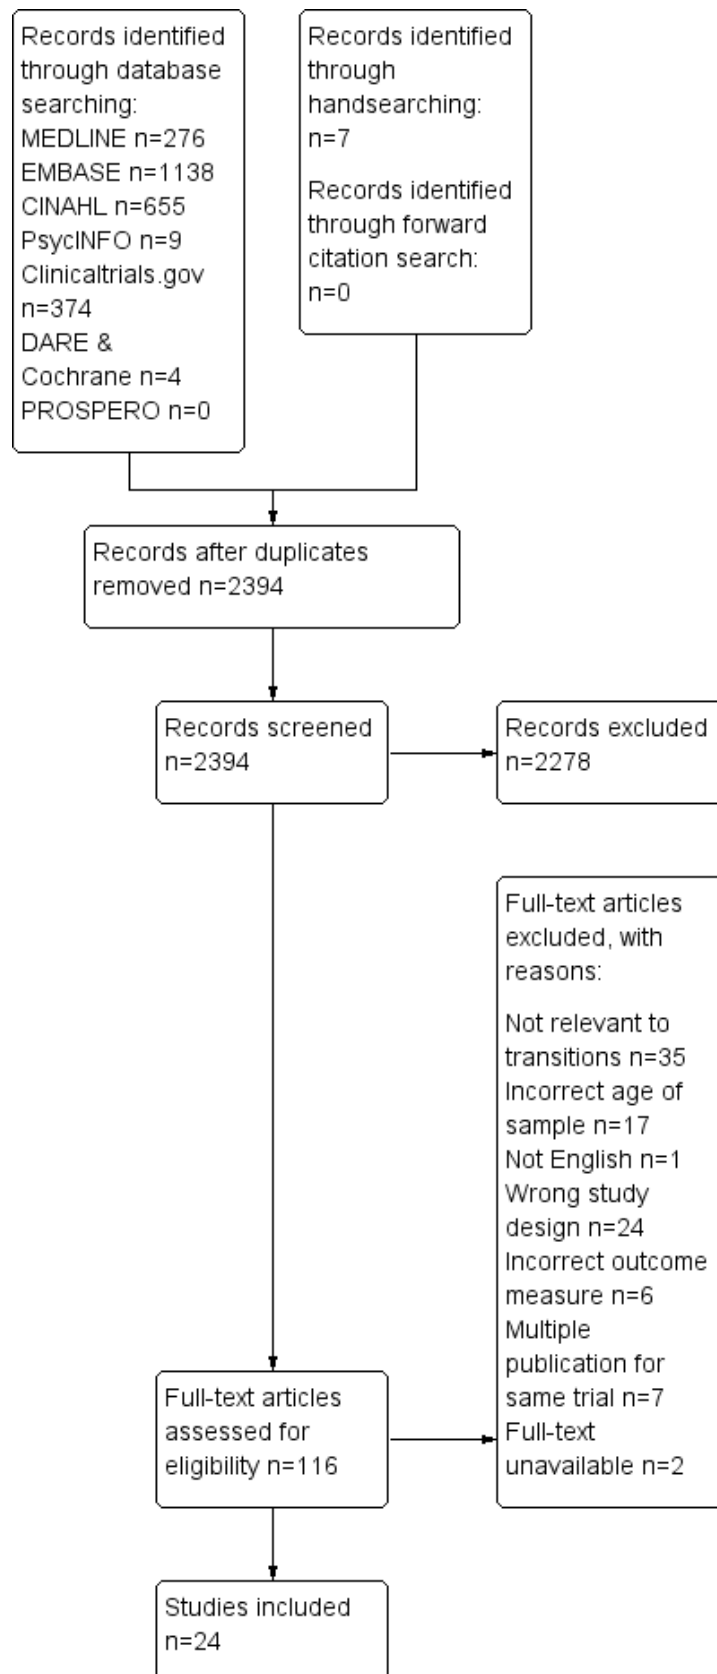 Records identified
through database
searching:
MEDLINE n=276
EMBASE n=1138
CINAHL n=655
PsycINFO n=9
Clinicaltrials.gov
n=374
DARE &
Cochrane n=4
PROSPERO n=0
Records identified
through
handsearching:
n=7
Records identified
through forward
citation search:
n=0
Records after duplicates
removed n=2394
Records screened
n=2394
Records excluded
n=2278
Full-text articles
excluded, with
reasons:
Not relevant to
transitions n=35
Incorrect age of
sample n=17
Not English n=1
Wrong study
design n=24
Incorrect outcome
measure n=6
Multiple
publication for
same trial n=7
Full-text
unavailable n=2
Full-text articles
assessed for
eligibility n=116
Studies included
n=24